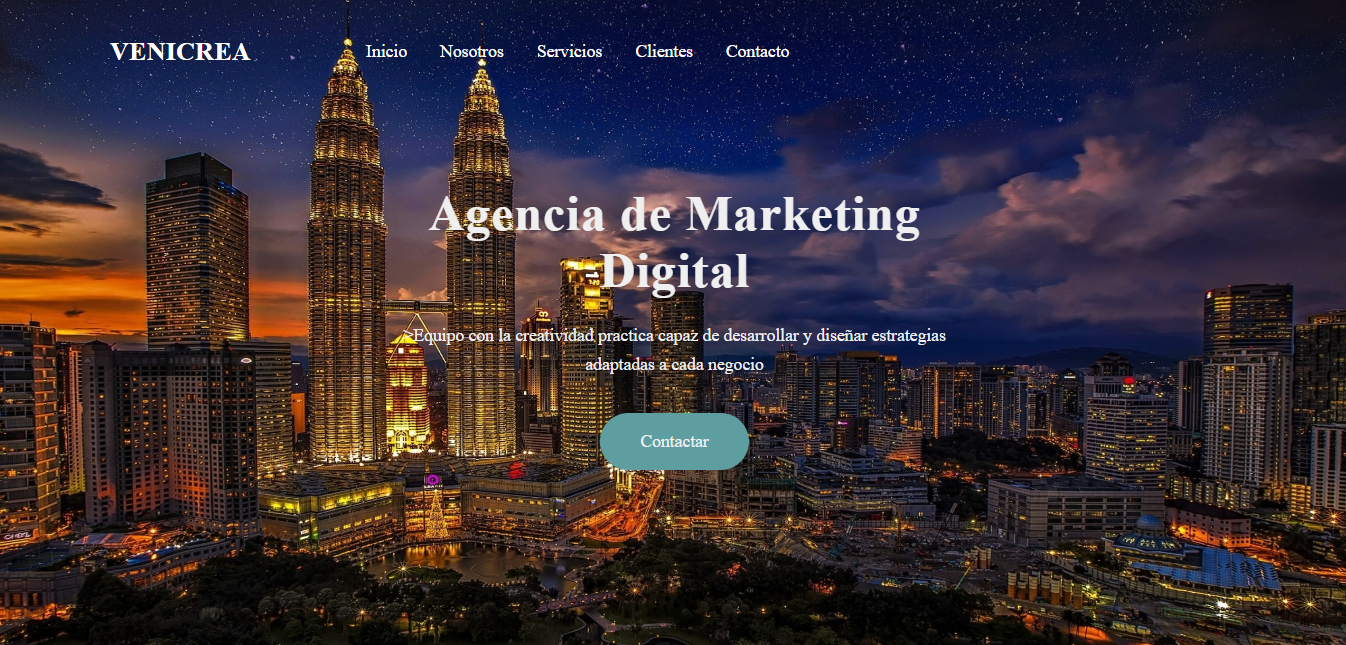 VENICREA
Inicio Nosotros Servicios Clientes Contacto
Agencia de Marketing
Digital
>Equipo con la creatividad practica capaz de desarrollar y diseñar estrategias
adaptadas a cada negocio
Contactar